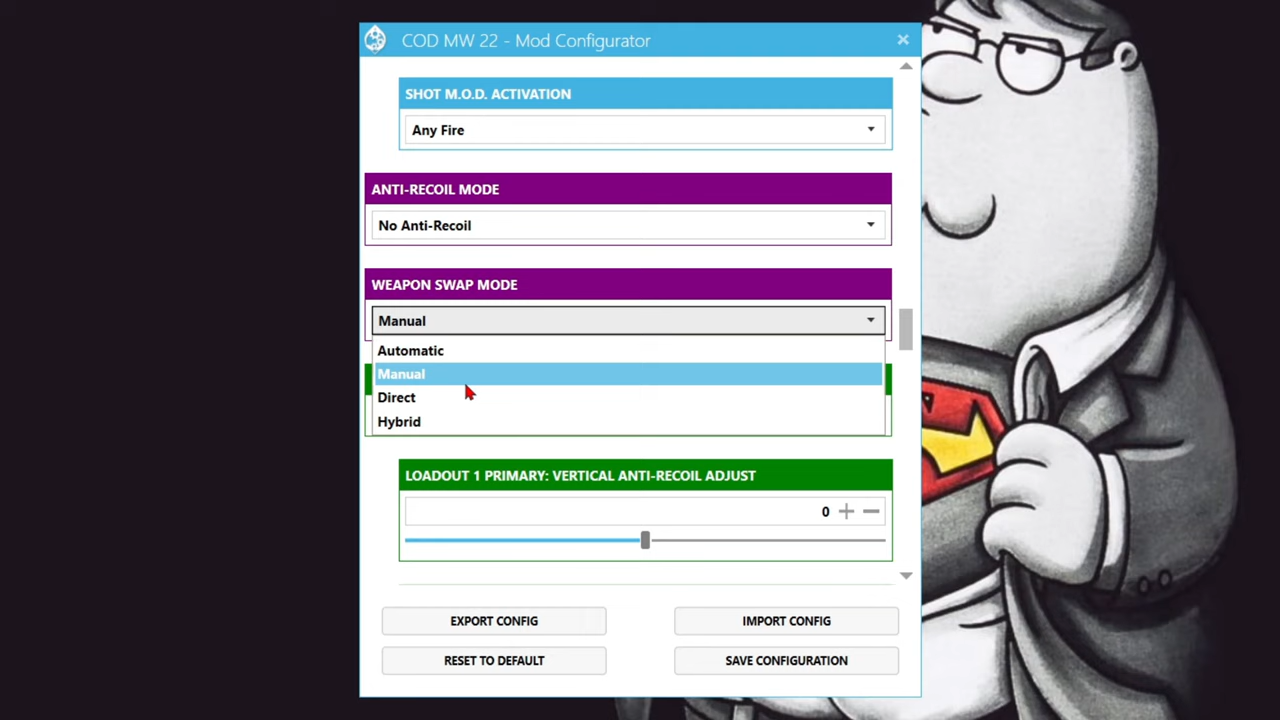 COD MW 22 - Mod Configurator
SHOT M.O.D. ACTIVATION
Any Fire
ANTI-RECOIL MODE
No Anti-Recoil
WEAPON SWAP MODE
Manual
Automatic
Manual
Direct
Hybrid
LOADOUT 1 PRIMARY: VERTICAL ANTI-RECOIL ADJUST
0
EXPORT CONFIG
IMPORT CONFIG
RESET TO DEFAULT
SAVE CONFIGURATION